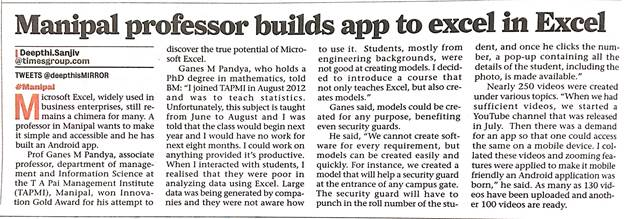 Manipal professor builds app to excel in Excel
Deepthi.Sanjiv
@timesgroup.com
TWEETS @deepthisMIRROR
#Manipal
Microsoft Excel, widely used in
business enterprises, still re-
mains a chimera for many. A
professor in Manipal wants to make
it simple and accessible and he has
built an Android app.
Prof Ganes M Pandya, associate
professor, department of manage-
ment and Information Science at
the T A Pai Management Institute
(TAPMI), Manipal, won Innova-
tion Gold Award for his attempt to
discover the true potential of Micro-
soft Excel.
Ganes M Pandya, who holds a
PhD degree in mathematics, told
BM: "I joined TAPMI in August 2012
and was to teach statistics.
Unfortunately, this subject is taught
from June to August and I was
told that the class would begin next
year and I would have no work for
next eight months. I could work on
anything provided it's productive.
When I interacted with students, I
realised that they were poor in
analyzing data using Excel. Large
data was being generated by compa-
nies and they were not aware how
to use it. Students, mostly from
engineering backgrounds, were
not good at creating models. I decid-
ed to introduce a course that
not only teaches Excel, but also cre-
ates models."
Ganes said, models could be cre-
ated for any purpose, benefiting
even security guards.
He said, "We cannot create soft-
ware for every requirement, but
models can be created easily and
quickly. For instance, we created a
model that will help a security guard
at the entrance of any campus gate.
The security guard will have to
punch in the roll number of the stu-
dent, and once he clicks the num-
ber, a pop-up containing all the
details of the student, including the
photo, is made available."
Nearly 250 videos were created
under various topics. "When we had
sufficient videos, we started a
YouTube channel that was released
in July. Then there was a demand
for an app so that one could access
the same on a mobile device. I col-
lated these videos and zooming fea-
tures were applied to make it mobile
friendly an Android application was
born," he said. As many as 130 vid-
eos have been uploaded and anoth-
er 100 videos are ready.